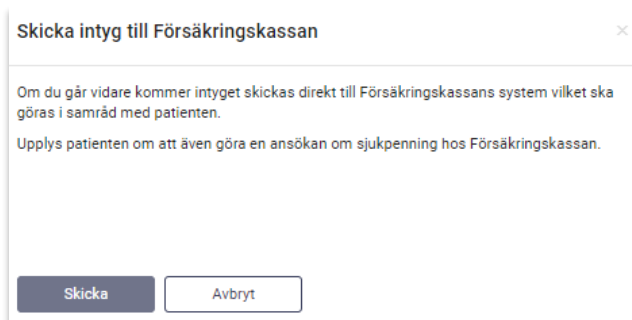 Skicka intyg till Försäkringskassan
Om du går vidare kommer intyget skickas direkt till Försäkringskassans system vilket ska
göras i samråd med patienten.
Upplys patienten om att även göra en ansökan om sjukpenning hos Försäkringskassan.
Skicka Avbryt